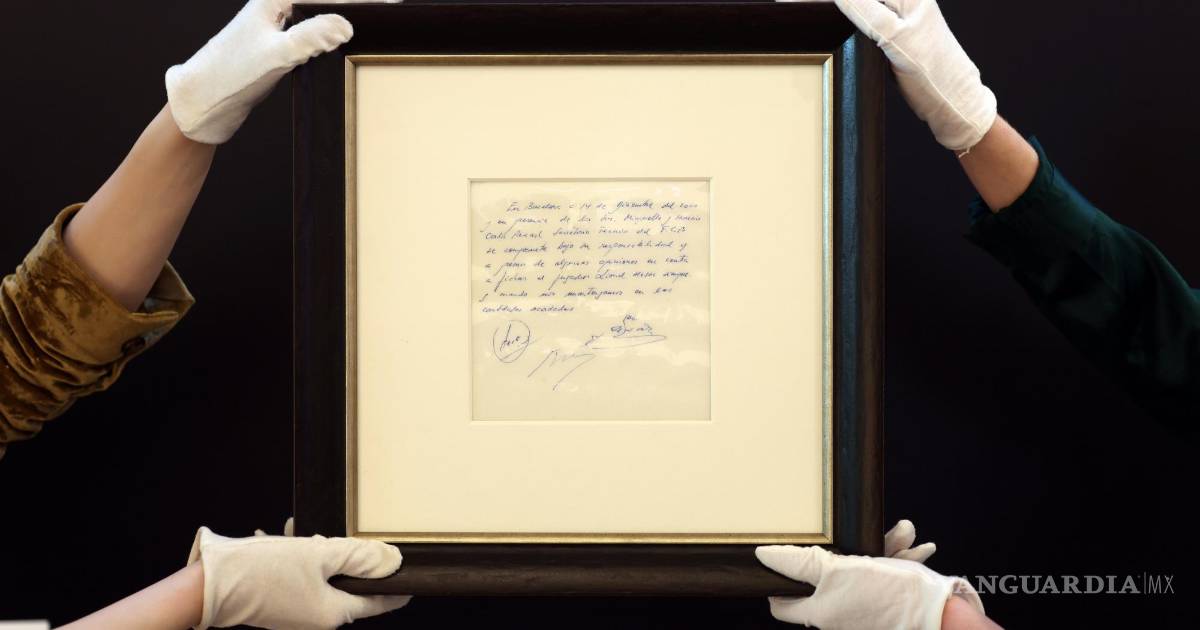 En Barcelona a 14 de diciembre del 2000
y en presencia de los Srs. Minguella y Horacio
Carles Rexach Secretario Técnico del F.C.B
se compromete bajo su responsabilidad y
a pesar de algunas opiniones en contra
a fichar al jugador Lionel Messi siempre
y cuando nos mantengamos en las
cantidades acordadas
VANGUARDIA|MX